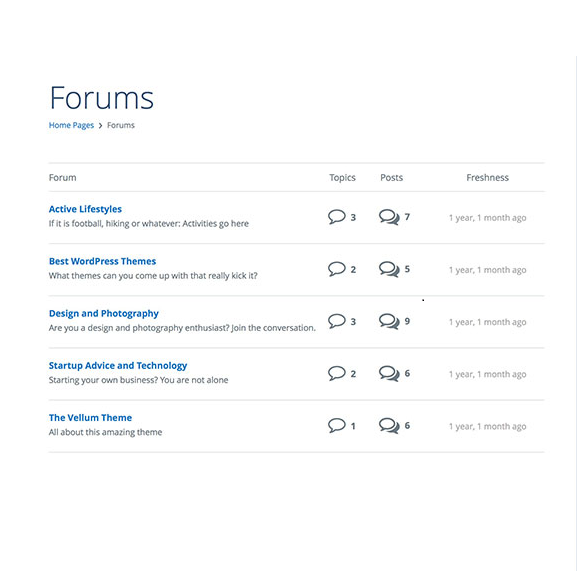 Forums
Home Pages > Forums
Forum Topics Posts Freshness
Active Lifestyles
If it is football, hiking or whatever: Activities go here
3 7 1 year, 1 month ago
Best WordPress Themes
What themes can you come up with that really kick it?
2 5 1 year, 1 month ago
Design and Photography
Are you a design and photography enthusiast? Join the conversation.
3 9 1 year, 1 month ago
Startup Advice and Technology
Starting your own business? You are not alone
2 6 1 year, 1 month ago
The Vellum Theme
All about this amazing theme
1 6 1 year, 1 month ago